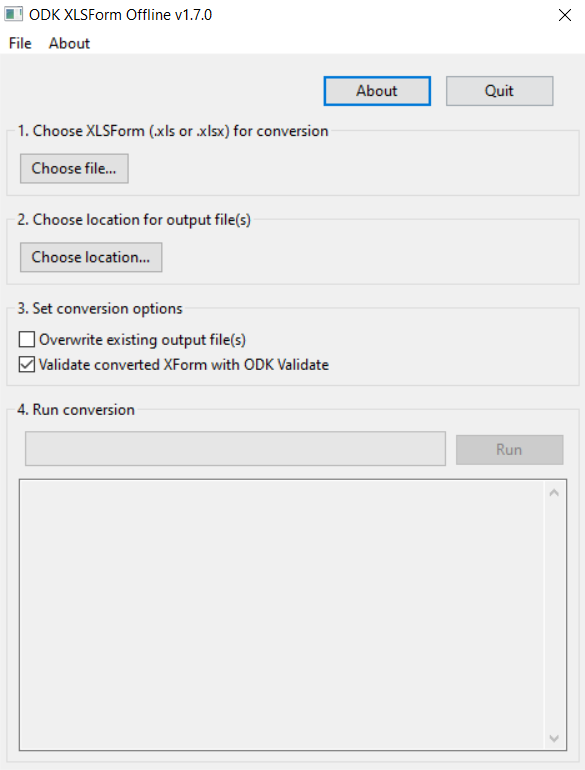 ODK XLSForm Offline v1.7.0
File About
About Quit
1. Choose XLSForm (.xls or .xlsx) for conversion
Choose file...
2. Choose location for output file(s)
Choose location...
3. Set conversion options
Overwrite existing output file(s)
Validate converted XForm with ODK Validate
4. Run conversion
Run